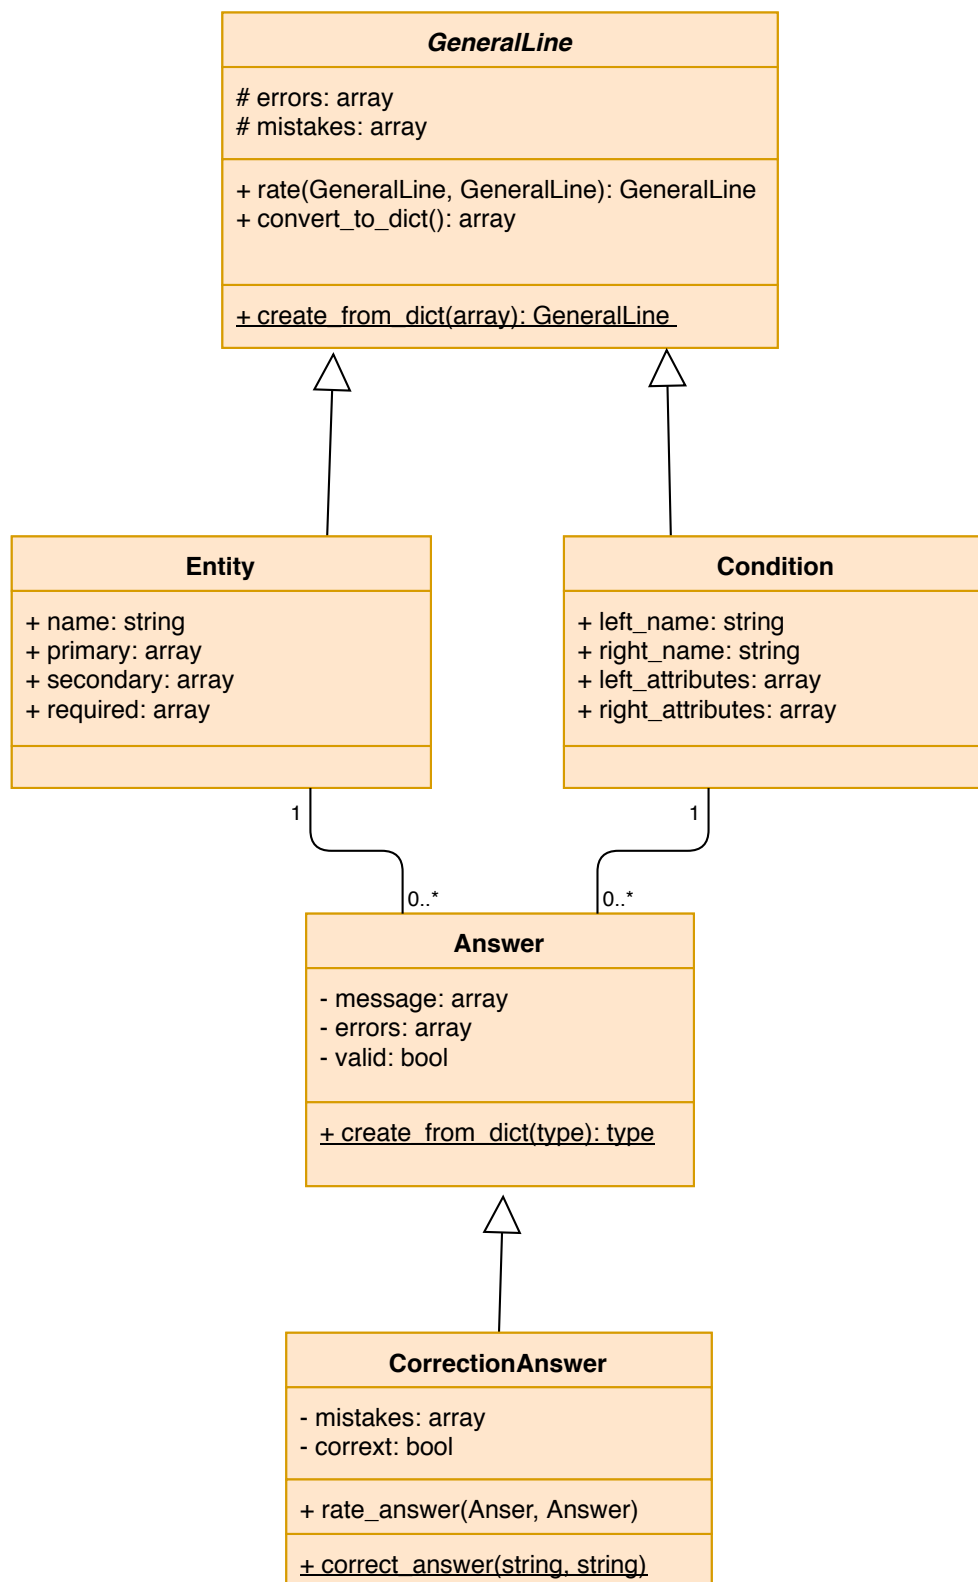 GeneralLine
# errors: array
# mistakes: array
+ rate(GeneralLine, GeneralLine): GeneralLine
+ convert_to_dict(): array
+ create_from_dict(array): GeneralLine
Entity
+ name: string
+ primary: array
+ secondary: array
+ required: array
Condition
+ left_name: string
+ right_name: string
+ left_attributes: array
+ right_attributes: array
1
1
0..*
0..*
Answer
- message: array
- errors: array
- valid: bool
+ create_from_dict(type): type
CorrectionAnswer
- mistakes: array
- corrext: bool
+ rate_answer(Anser, Answer)
+ correct_answer(string, string)